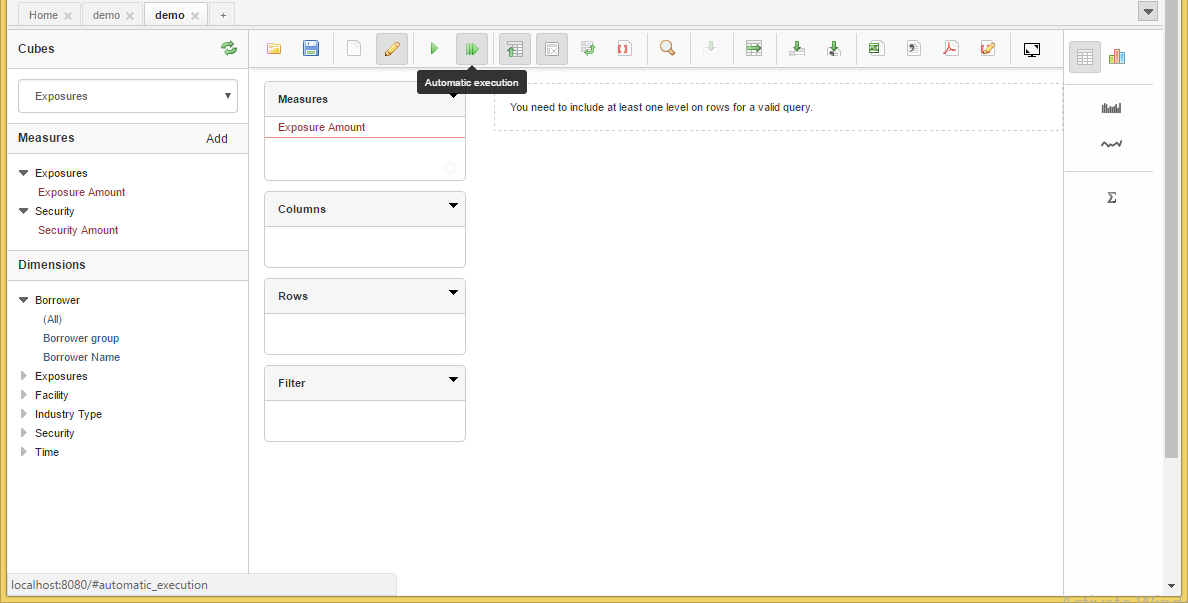 Home
demo
demo
+
Cubes
Exposures
Measures Add
Exposures
Exposure Amount
Security
Security Amount
Dimensions
Borrower
(All)
Borrower group
Borrower Name
Exposures
Facility
Industry Type
Security
Time
Automatic execution
Measures
Exposure Amount
Columns
Rows
Filter
You need to include at least one level on rows for a valid query.
Σ
localhost:8080/#automatic_execution